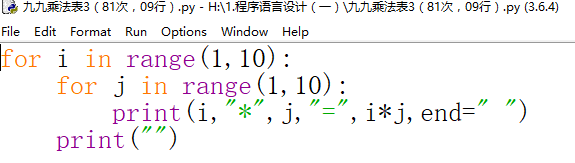 九九乘法表3（81次，09行）.py - H:\1.程序语言设计（一）\九九乘法表3（81次，09行）.py (3.6.4)
File Edit Format Run Options Window Help
for i in range(1,10):
    for j in range(1,10):
        print(i,"*",j,"=",i*j,end=" ")
    print("")